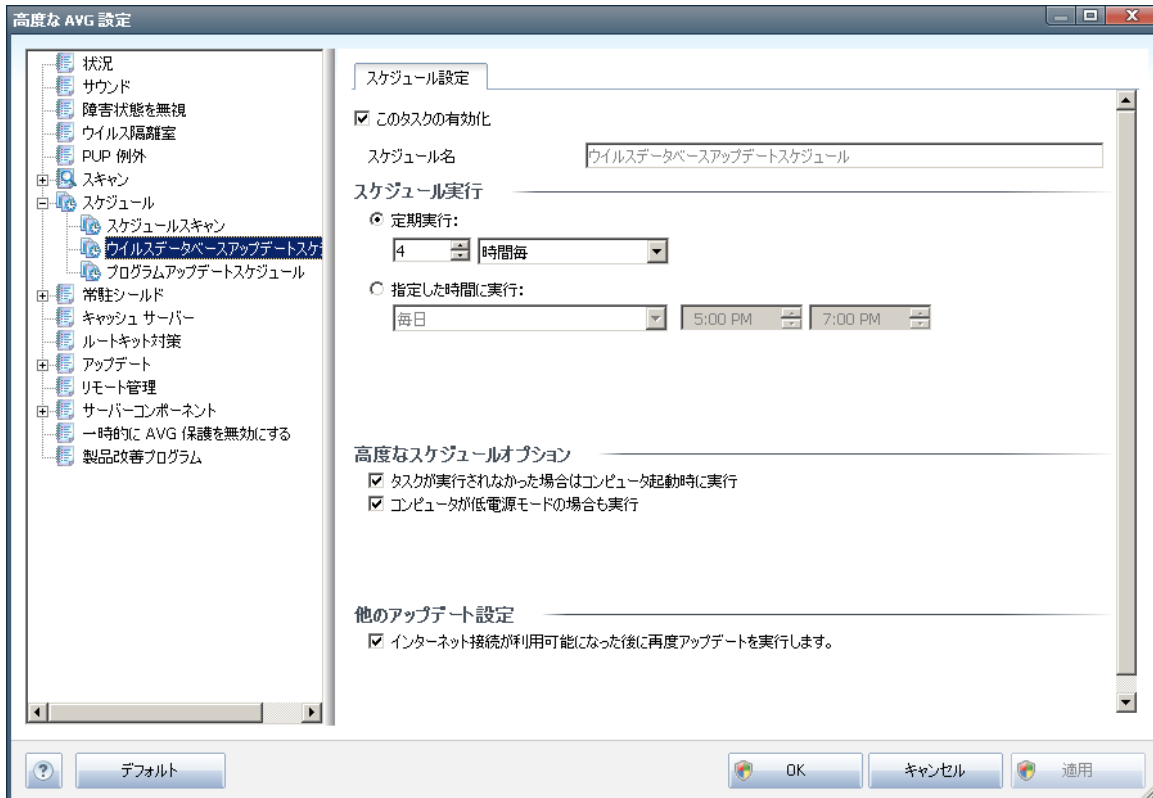 高度な AVG 設定
状況
サウンド
障害状態を無視
ウイルス隔離室
PUP 例外
スキャン
スケジュール
スケジュールスキャン
ウイルスデータベースアップデートスケ
プログラムアップデートスケジュール
常駐シールド
キャッシュ サーバー
ルートキット対策
アップデート
リモート管理
サーバーコンポーネント
一時的に AVG 保護を無効にする
製品改善プログラム
スケジュール設定
このタスクの有効化
スケジュール名 ウイルスデータベースアップデートスケジュール
スケジュール実行
定期実行:
4 時間毎
指定した時間に実行:
毎日 5:00 PM 7:00 PM
高度なスケジュールオプション
タスクが実行されなかった場合はコンピュータ起動時に実行
コンピュータが低電源モードの場合も実行
他のアップデート設定
インターネット接続が利用可能になった後に再度アップデートを実行します。
? デフォルト OK キャンセル 適用